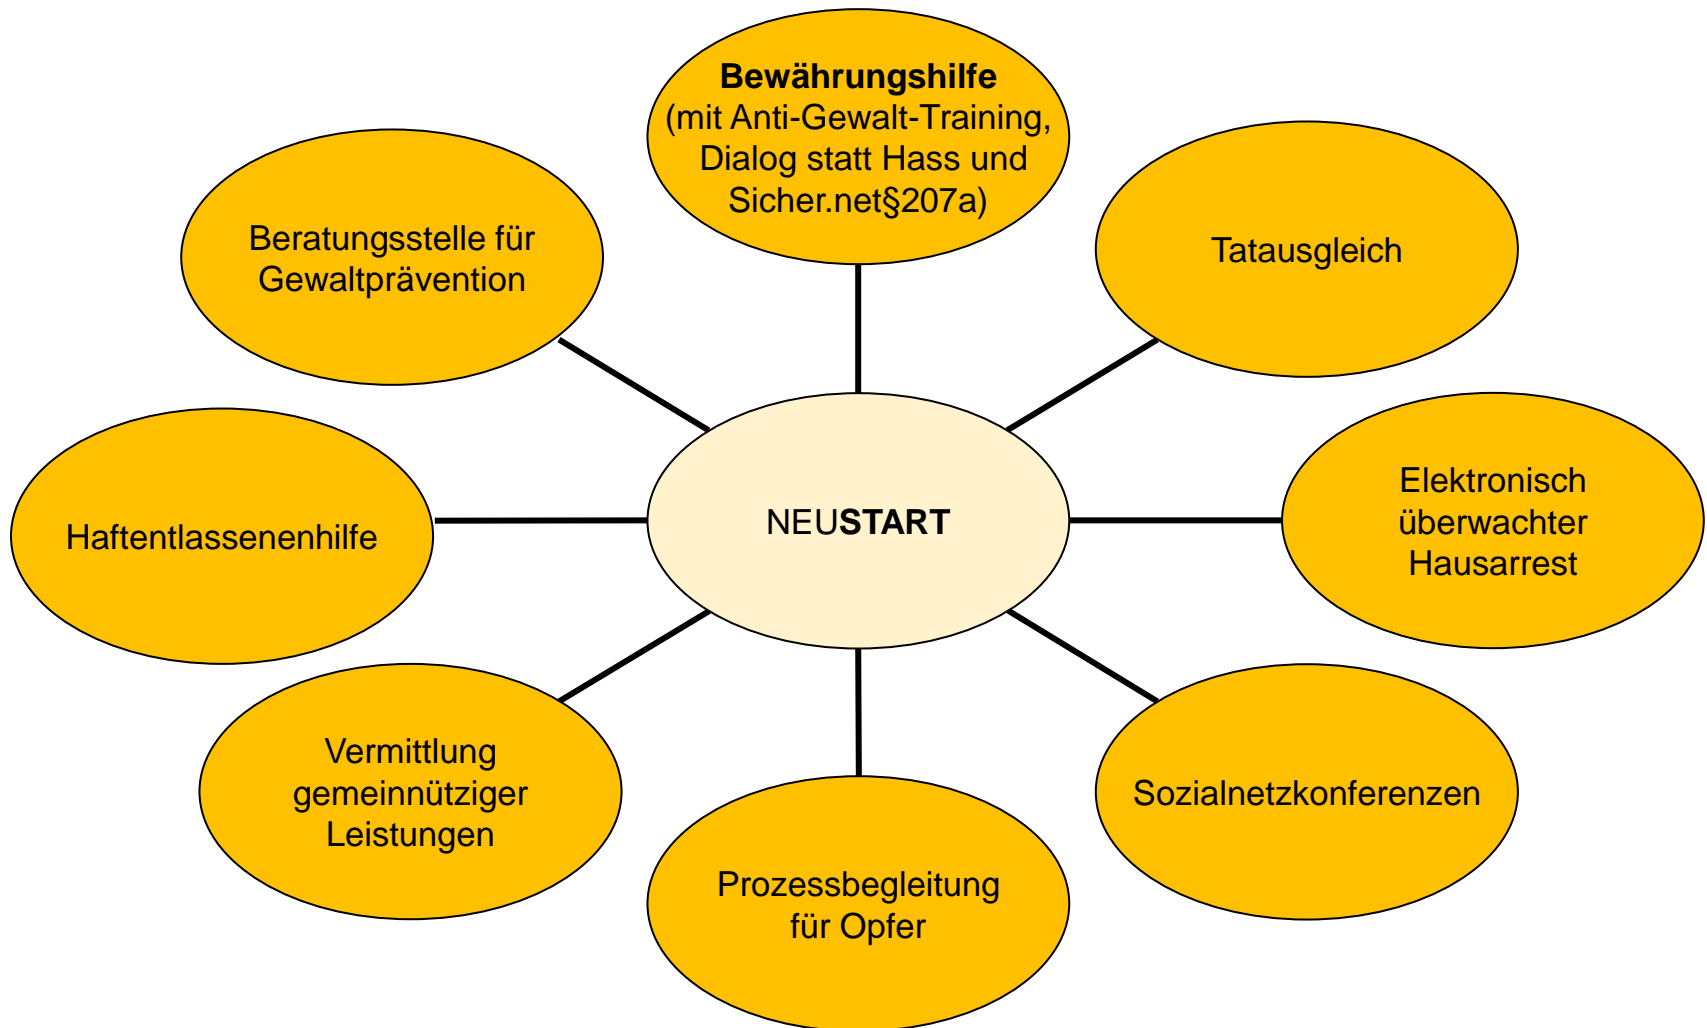 Bewährungshilfe
(mit Anti-Gewalt-Training,
Dialog statt Hass und
Sicher.net§207a)
Beratungsstelle für
Gewaltprävention
Tatausgleich
Haftentlassenenhilfe
NEUSTART
Elektronisch
überwachter
Hausarrest
Vermittlung
gemeinnütziger
Leistungen
Sozialnetzkonferenzen
Prozessbegleitung
für Opfer